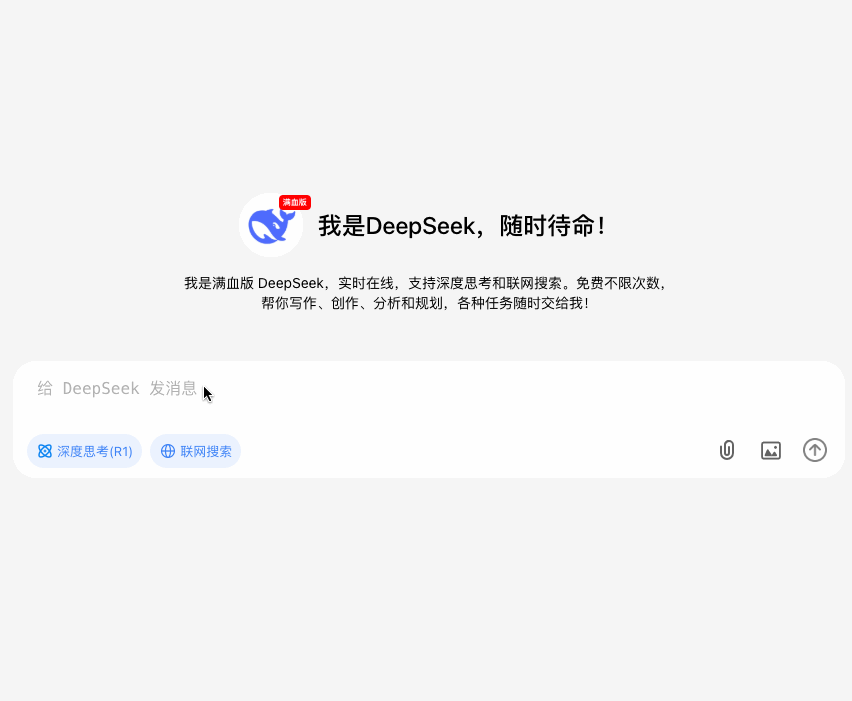 满血版
我是DeepSeek，随时待命！
我是满血版 DeepSeek，实时在线，支持深度思考和联网搜索。免费不限次数，
帮你写作、创作、分析和规划，各种任务随时交给我！
给 DeepSeek 发消息
深度思考(R1) 联网搜索